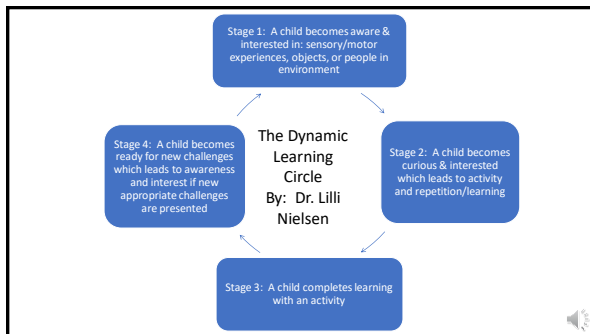 Stage 1:  A child becomes aware &
interested in: sensory/motor
experiences, objects, or people in
environment
The Dynamic
Learning
Circle
By:  Dr. Lilli
Nielsen
Stage 2:  A child becomes
curious & interested
which leads to activity
and repetition/learning
Stage 3:  A child completes learning
with an activity
Stage 4:  A child becomes
ready for new challenges
which leads to awareness
and interest if new
appropriate challenges
are presented